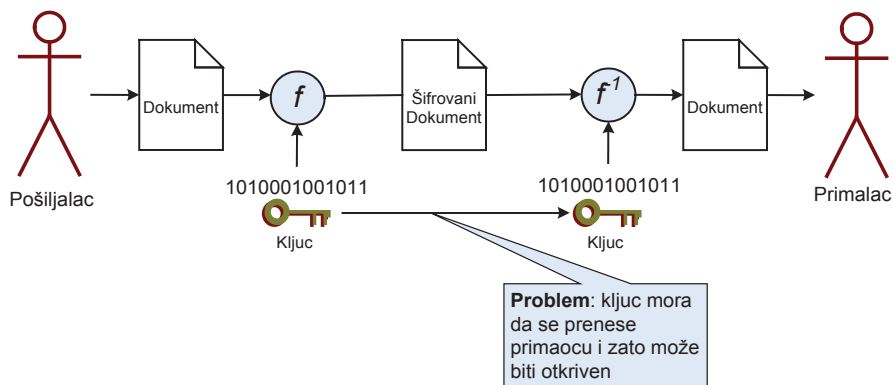 Dokument
f
Šifrovani
Dokument
f-1
Dokument
Pošiljalac
1010001001011
1010001001011
Primalac
Kljuc
Kljuc
Problem: kljuc mora
da se prenese
primaocu i zato može
biti otkriven